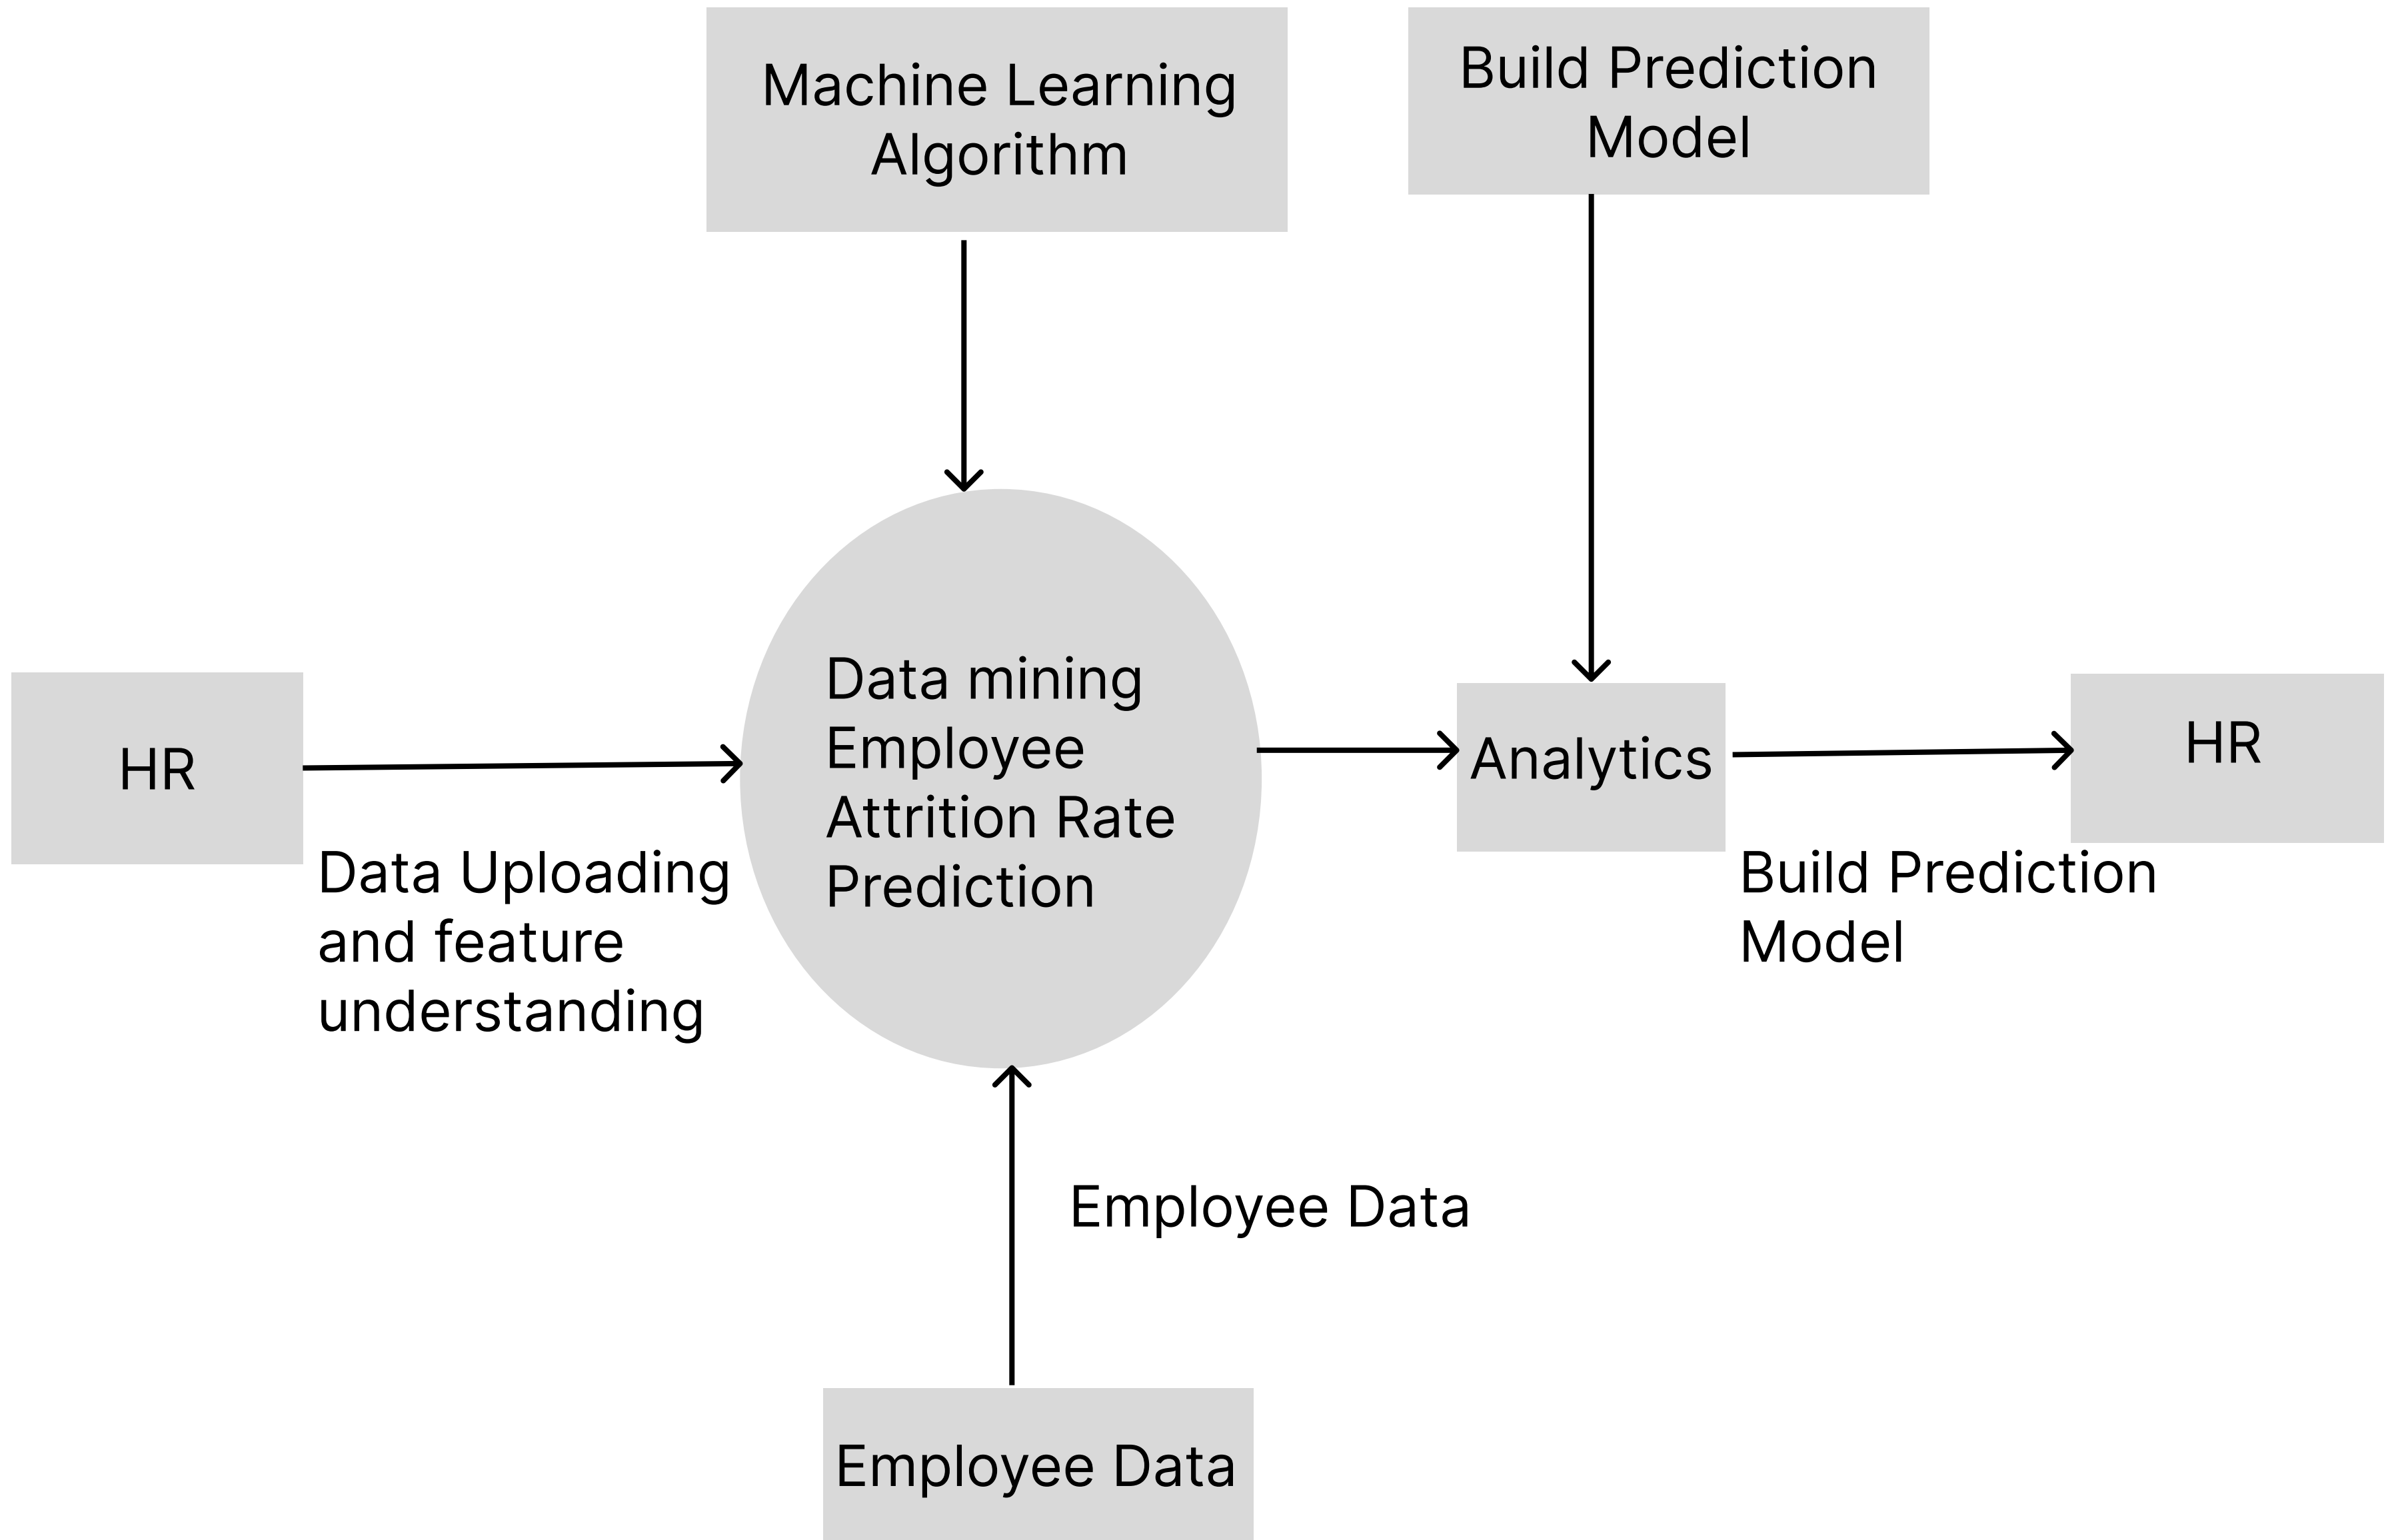 Machine Learning
Algorithm
Build Prediction
Model
HR
Data Uploading
and feature
understanding
Data mining
Employee
Attrition Rate
Prediction
Analytics
HR
Build Prediction
Model
Employee Data
Employee Data